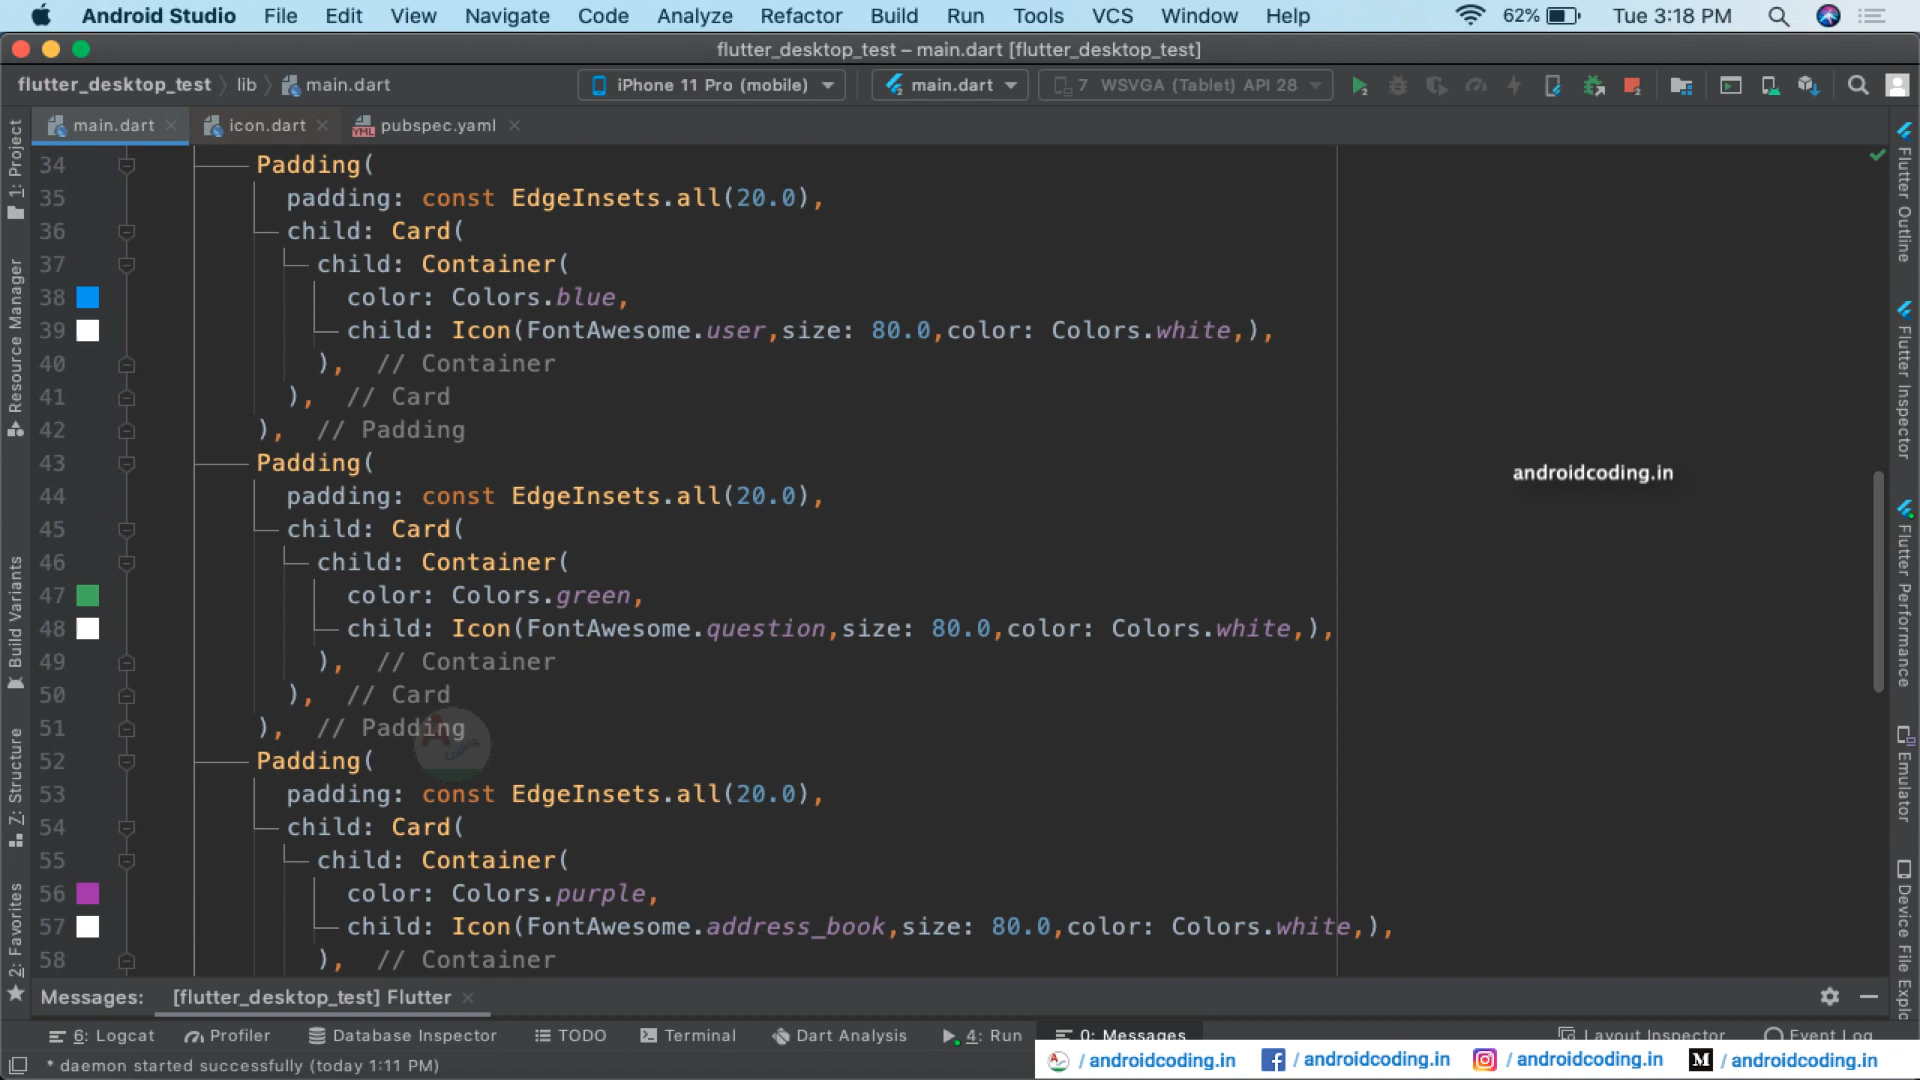 Android Studio File Edit View Navigate Code Analyze Refactor Build Run Tools VCS Window Help 62% Tue 3:18 PM
flutter_desktop_test – main.dart [flutter_desktop_test]
flutter_desktop_test lib main.dart iPhone 11 Pro (mobile) main.dart 7 WSVGA (Tablet) API 28
main.dart icon.dart YML pubspec.yaml
34 Padding(
35 padding: const EdgeInsets.all(20.0),
36 child: Card(
37 child: Container(
38 color: Colors.blue,
39 child: Icon(FontAwesome.user,size: 80.0,color: Colors.white,),
40 ), // Container
41 ), // Card
42 ), // Padding
43 Padding(
44 padding: const EdgeInsets.all(20.0),
45 child: Card(
46 child: Container(
47 color: Colors.green,
48 child: Icon(FontAwesome.question,size: 80.0,color: Colors.white,),
49 ), // Container
50 ), // Card
51 ), // Padding
52 Padding(
53 padding: const EdgeInsets.all(20.0),
54 child: Card(
55 child: Container(
56 color: Colors.purple,
57 child: Icon(FontAwesome.address_book,size: 80.0,color: Colors.white,),
58 ), // Container
androidcoding.in
A Coding
1: Project
Resource Manager
Build Variants
7: Structure
2: Favorites
Flutter Outline
Flutter Inspector
Flutter Performance
Emulator
Device File Explo
Messages: [flutter_desktop_test] Flutter
6: Logcat Profiler Database Inspector TODO Terminal Dart Analysis 4: Run 0: Messages Layout Inspector Event Log
* daemon started successfully (today 1:11 PM)
/ androidcoding.in / androidcoding.in / androidcoding.in M / androidcoding.in